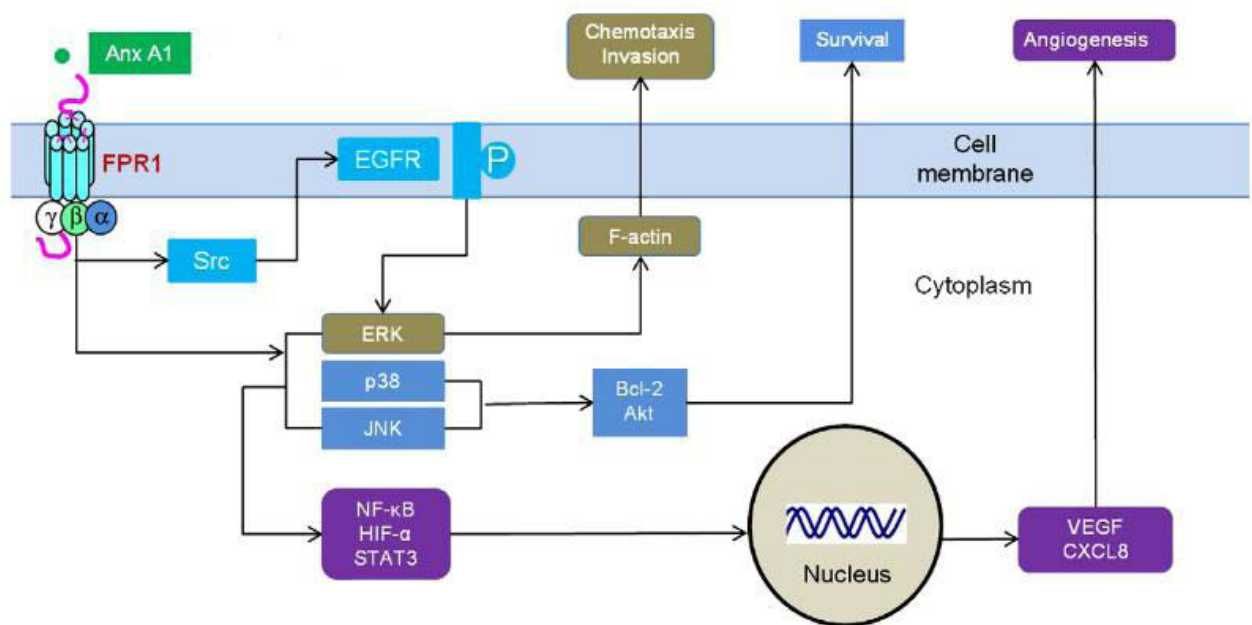 Anx A1
Chemotaxis
Invasion
Survival
Angiogenesis
FPR1
EGFR
P
Cell
membrane
γ
β
α
Src
F-actin
Cytoplasm
ERK
p38
JNK
Bcl-2
Akt
NF-κB
HIF-α
STAT3
Nucleus
VEGF
CXCL8